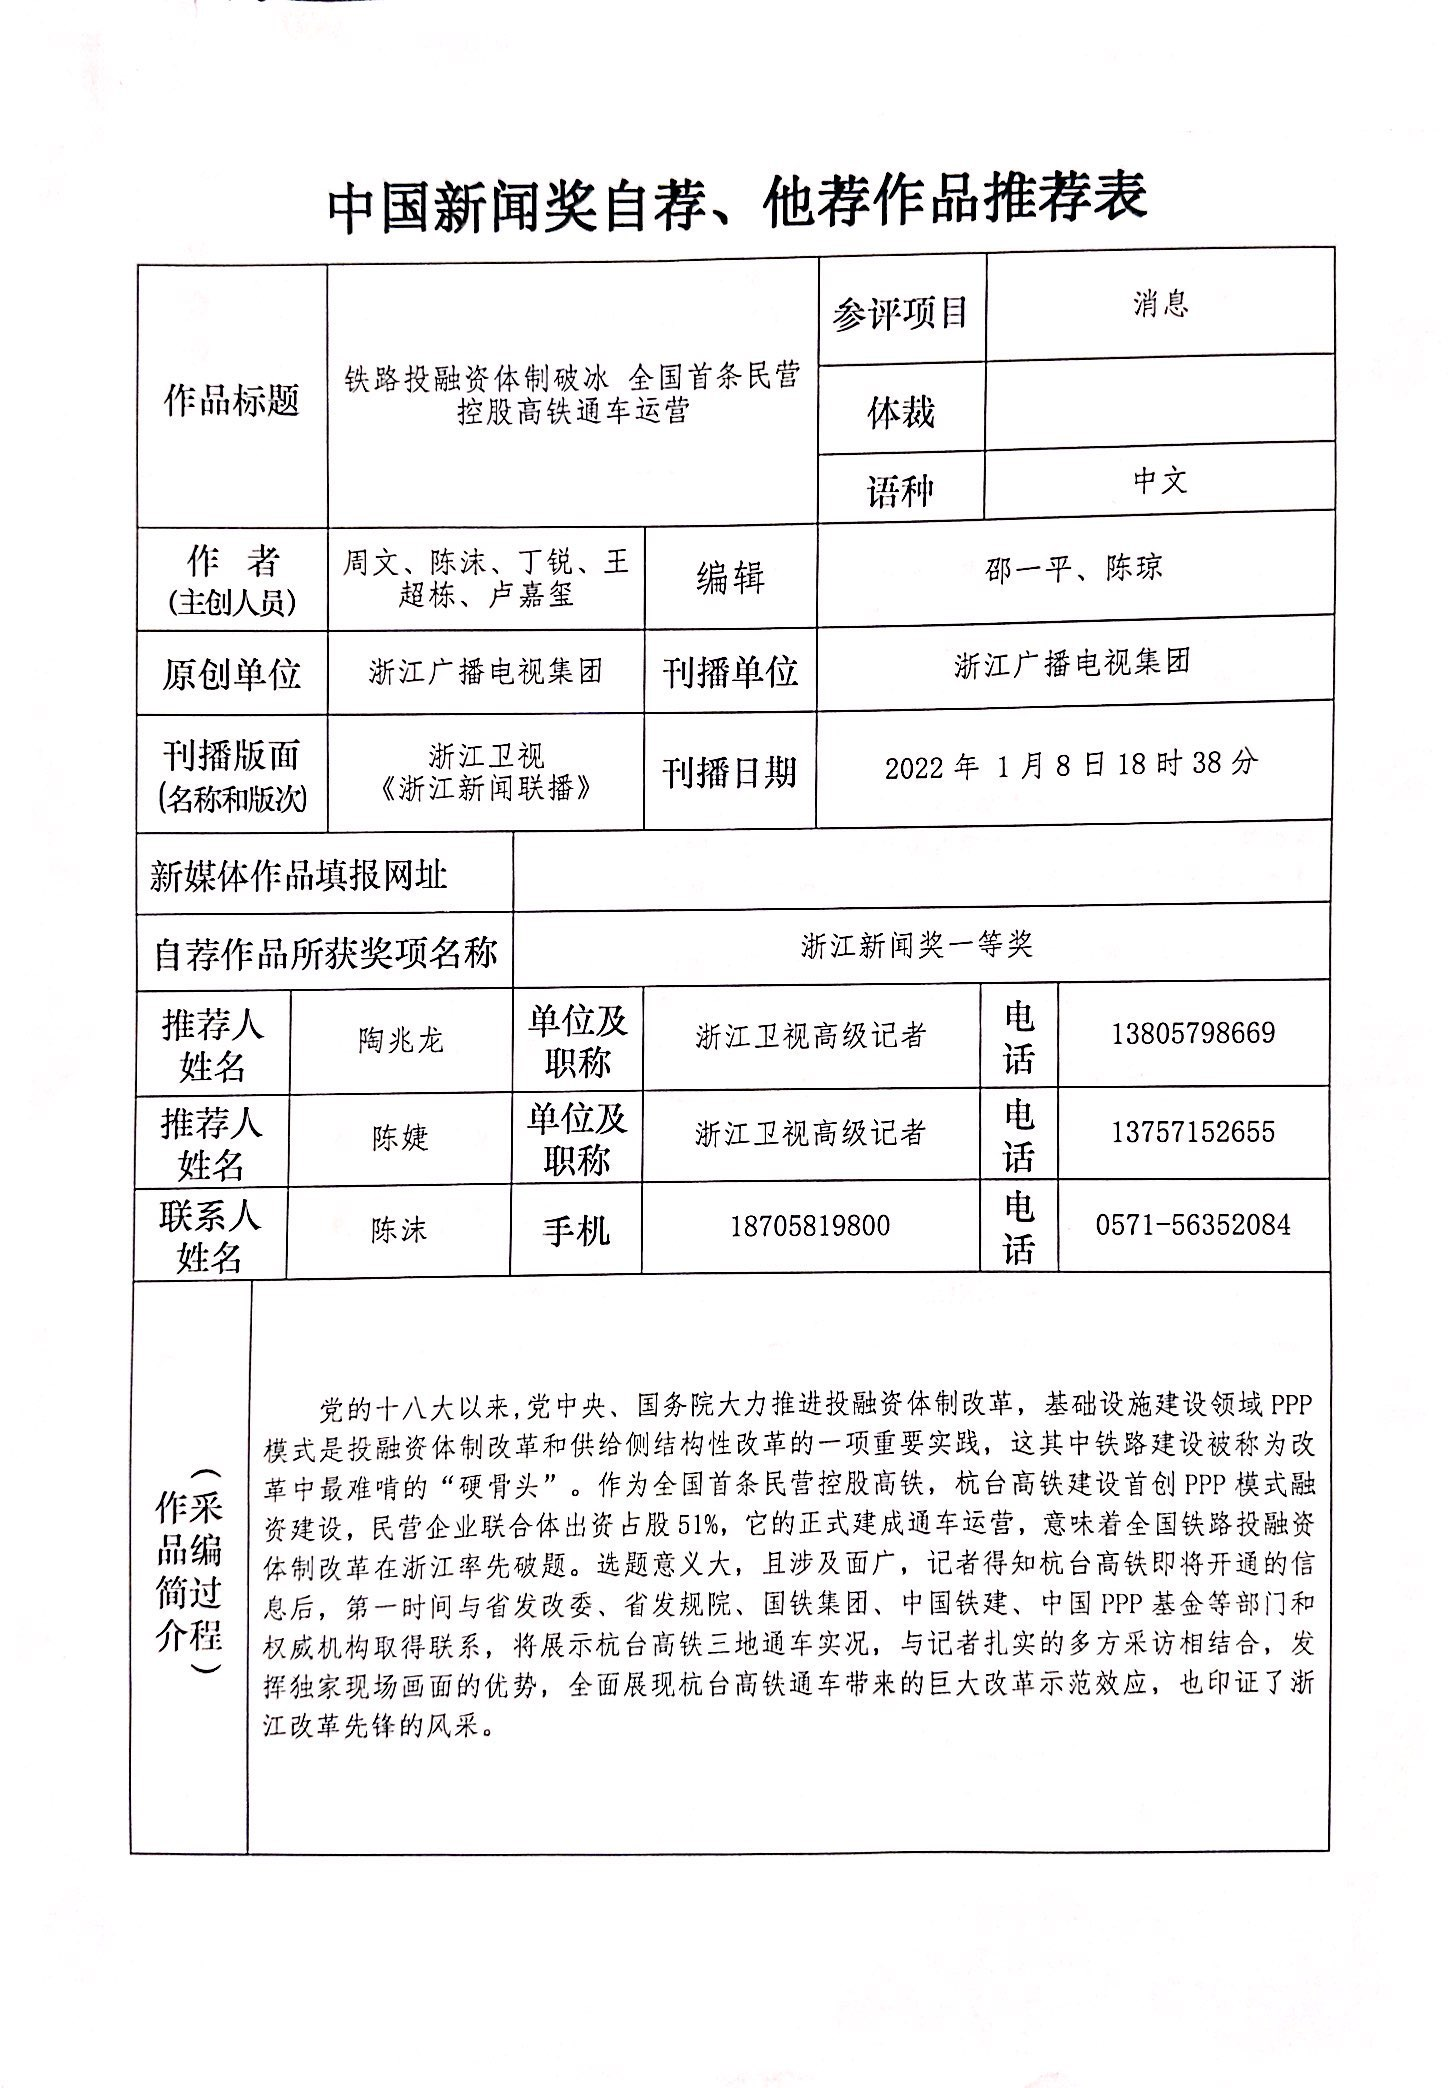 中国新闻奖自荐、他荐作品推荐表
作品标题
铁路投融资体制破冰 全国首条民营
控股高铁通车运营
参评项目
消息
体裁
语种
中文
作 者
(主创人员)
周文、陈沫、丁锐、王
超栋、卢嘉玺
编辑
邵一平、陈琼
原创单位
浙江广播电视集团
刊播单位
浙江广播电视集团
刊播版面
(名称和版次)
浙江卫视
《浙江新闻联播》
刊播日期
2022年 1月8日18时38分
新媒体作品填报网址
自荐作品所获奖项名称
浙江新闻奖一等奖
推荐人
姓名
陶兆龙
单位及
职称
浙江卫视高级记者
电
话
13805798669
推荐人
姓名
陈婕
单位及
职称
浙江卫视高级记者
电
话
13757152655
联系人
姓名
陈沫
手机
18705819800
电
话
0571-56352084
作品简介
（采编过程）
党的十八大以来,党中央、国务院大力推进投融资体制改革，基础设施建设领域PPP
模式是投融资体制改革和供给侧结构性改革的一项重要实践，这其中铁路建设被称为改
革中最难啃的“硬骨头”。作为全国首条民营控股高铁，杭台高铁建设首创PPP模式融
资建设，民营企业联合体出资占股51%，它的正式建成通车运营，意味着全国铁路投融资
体制改革在浙江率先破题。选题意义大，且涉及面广，记者得知杭台高铁即将开通的信
息后，第一时间与省发改委、省发规院、国铁集团、中国铁建、中国PPP基金等部门和
权威机构取得联系，将展示杭台高铁三地通车实况，与记者扎实的多方采访相结合，发
挥独家现场画面的优势，全面展现杭台高铁通车带来的巨大改革示范效应，也印证了浙
江改革先锋的风采。